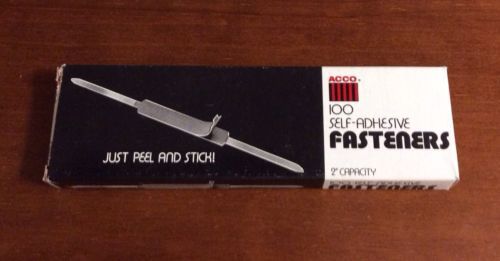 ACCO®
100
SELF-ADHESIVE
FASTENERS
2" CAPACITY
JUST PEEL AND STICK!